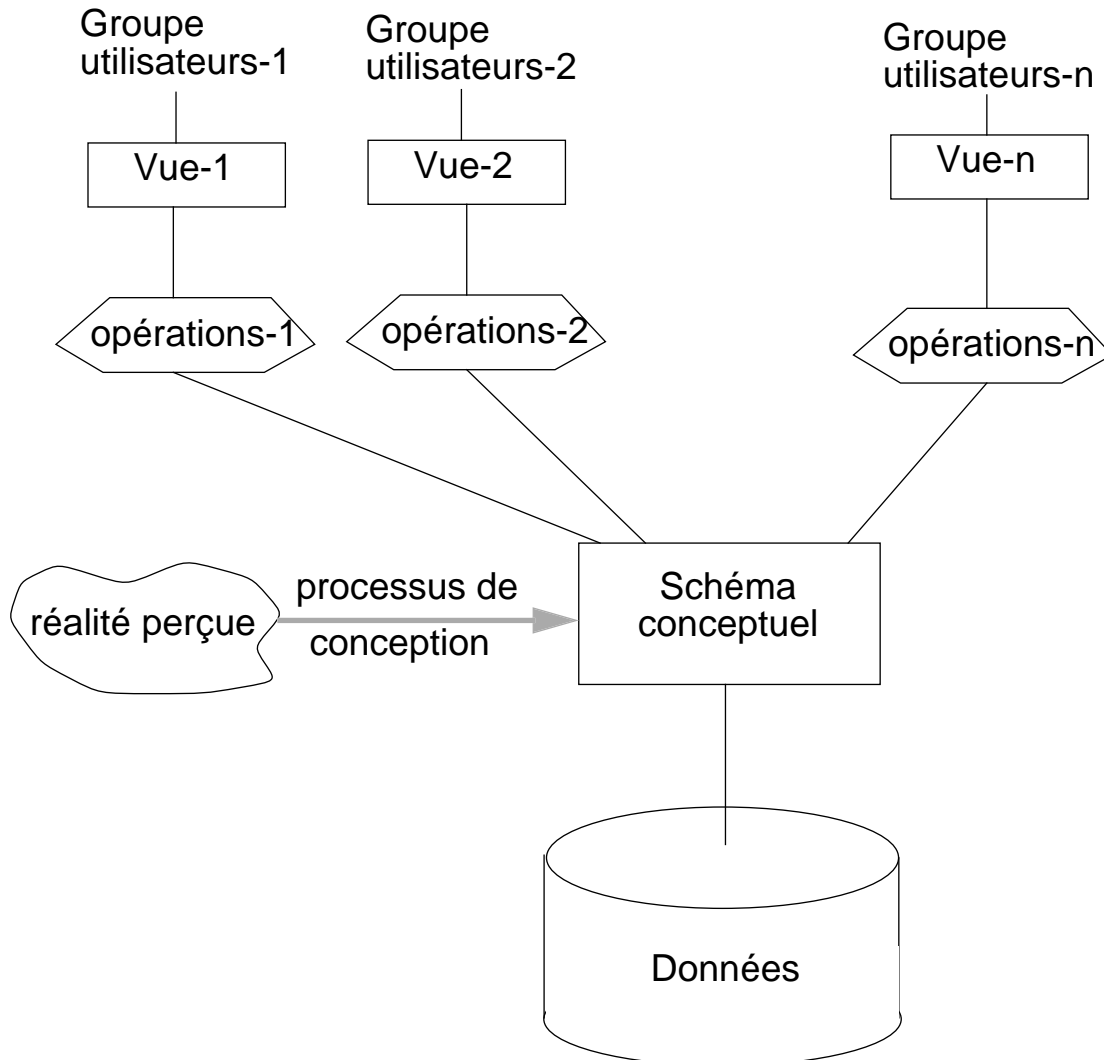 Groupe
utilisateurs-1
Groupe
utilisateurs-2
Groupe
utilisateurs-n
Vue-1
Vue-2
Vue-n
opérations-1
opérations-2
opérations-n
réalité perçue
processus de
conception
Schéma
conceptuel
Données